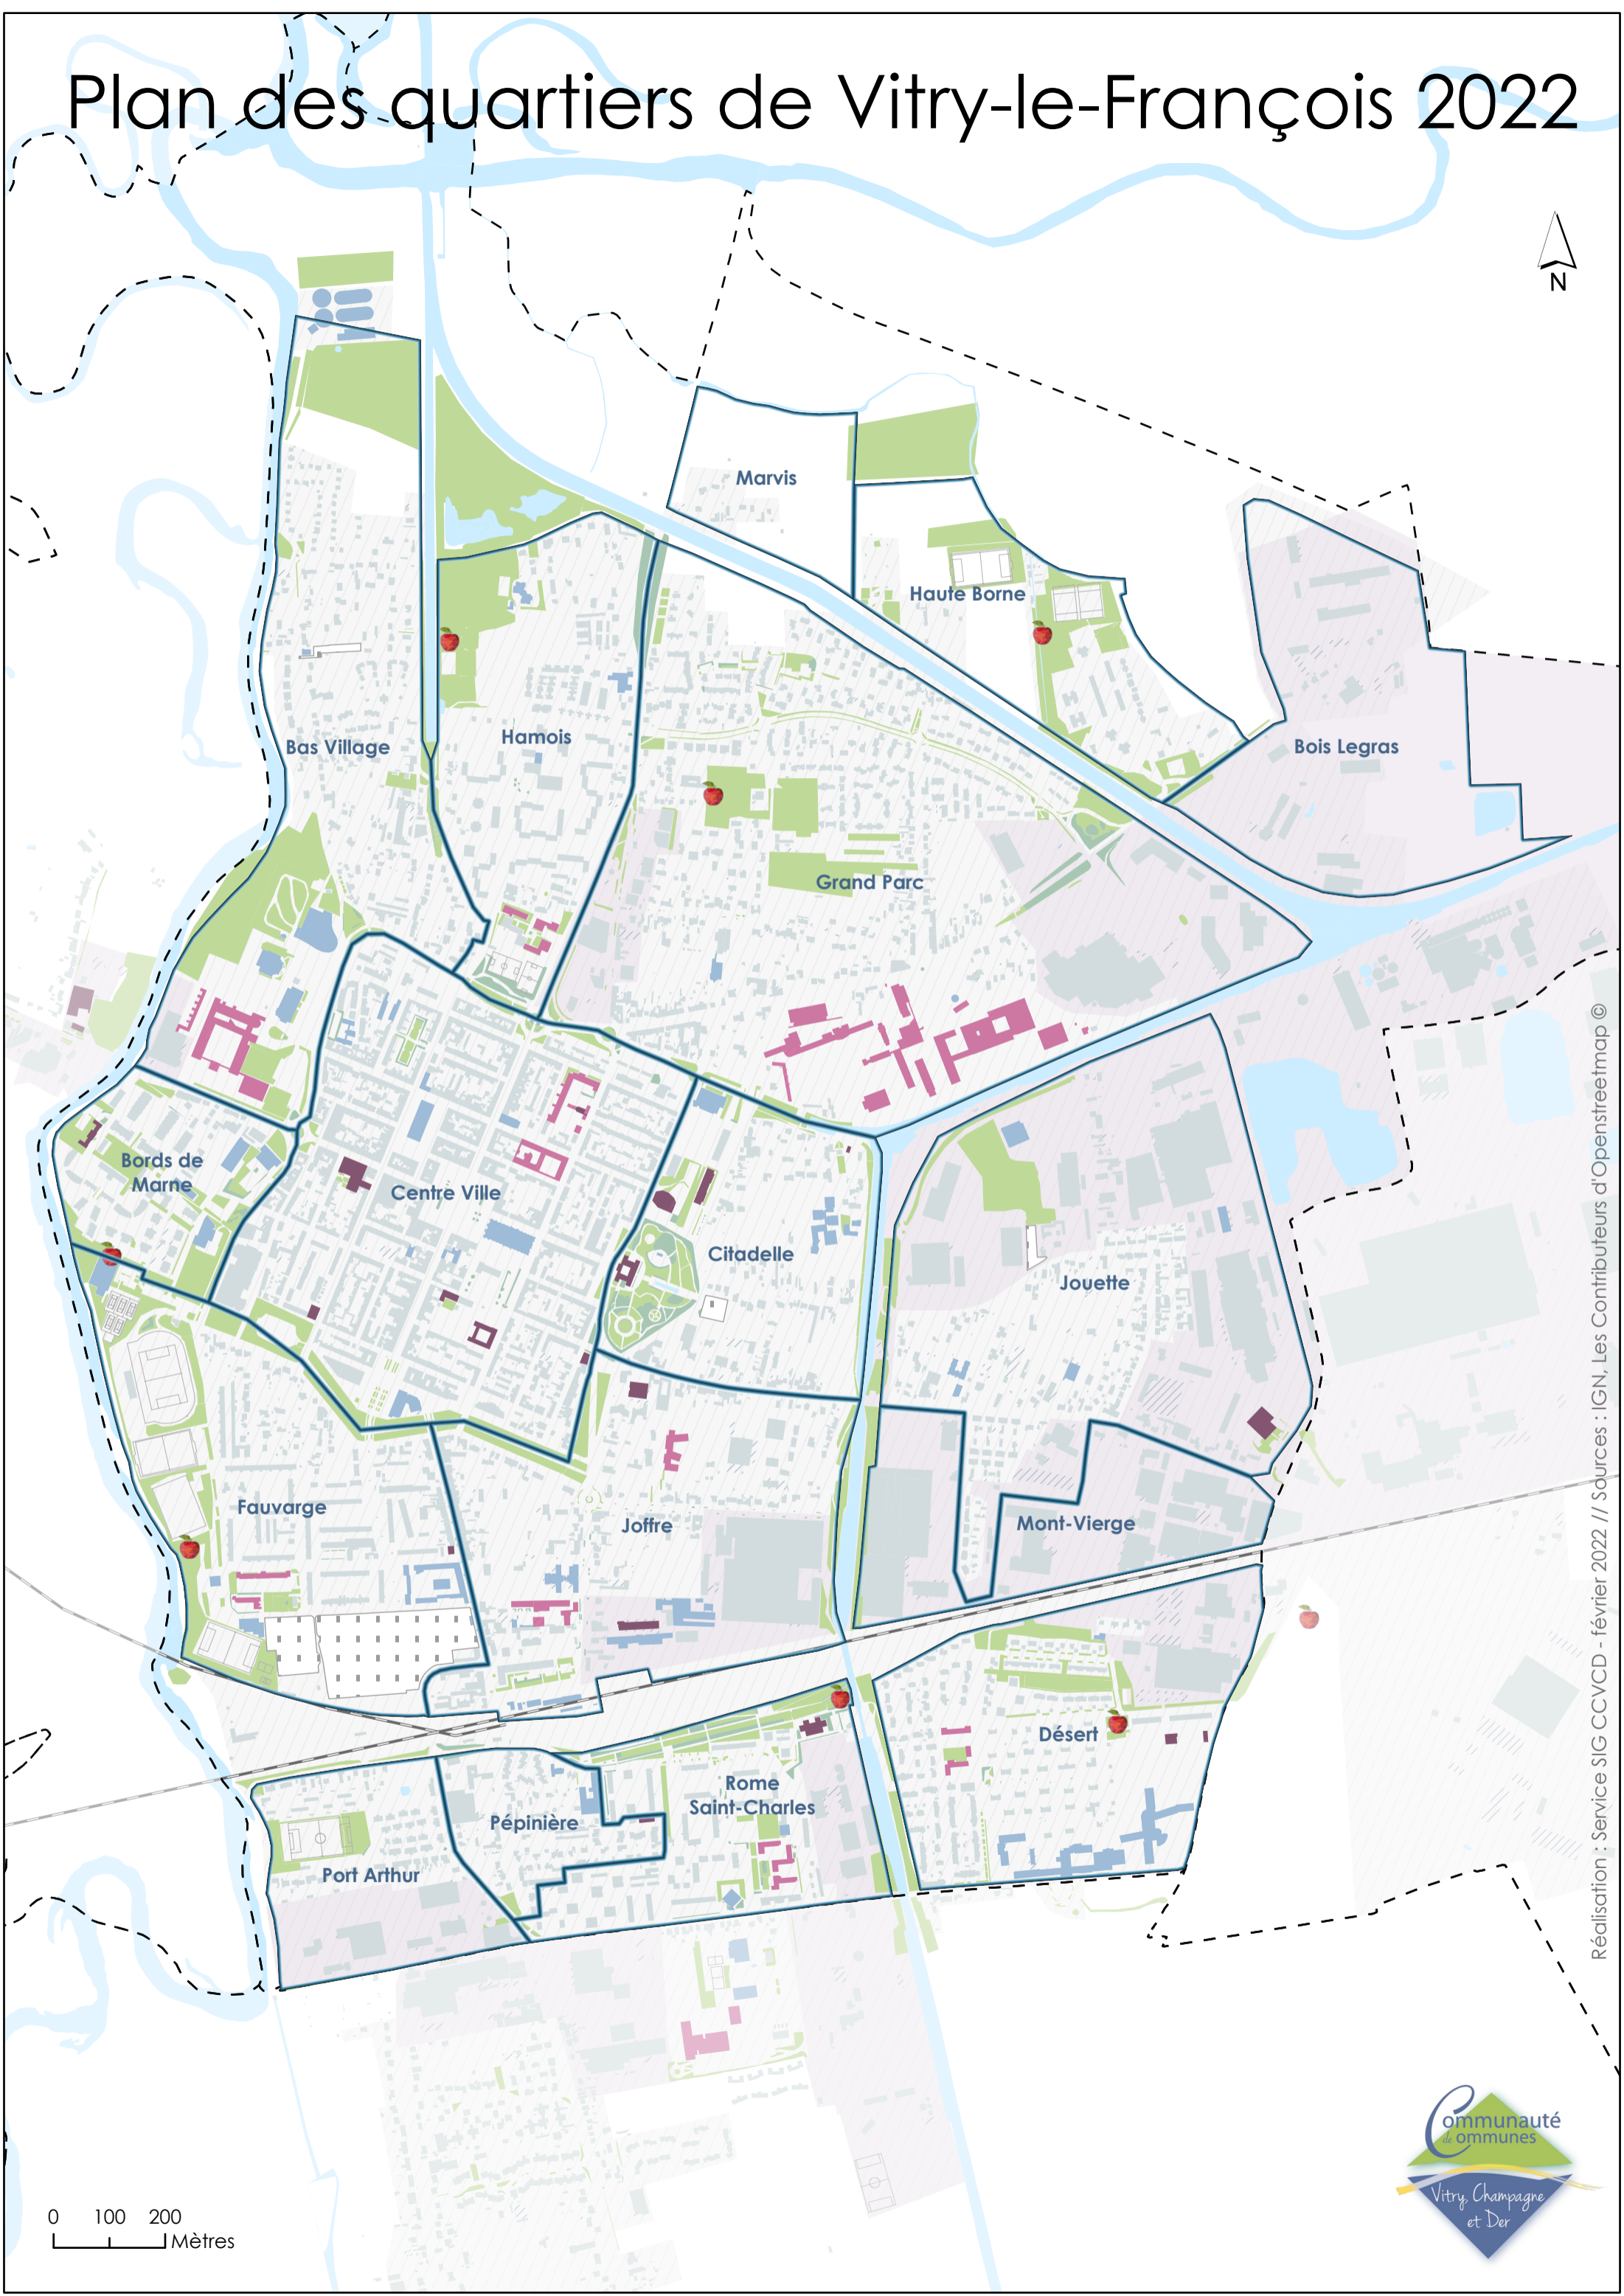 Plan des quartiers de Vitry-le-François 2022
N
Marvis
Haute Borne
Bas Village
Hamois
Bois Legras
Grand Parc
Bords de
Marne
Centre Ville
Citadelle
Jouette
Fauvarge
Joffre
Mont-Vierge
Désert
Rome
Saint-Charles
Pépinière
Port Arthur
Réalisation : Service SIG CCVCD - février 2022 // Sources : IGN, Les Contributeurs d'Openstreetmap ©
Communauté
de communes
Vitry, Champagne
et Der
0 100 200
Mètres